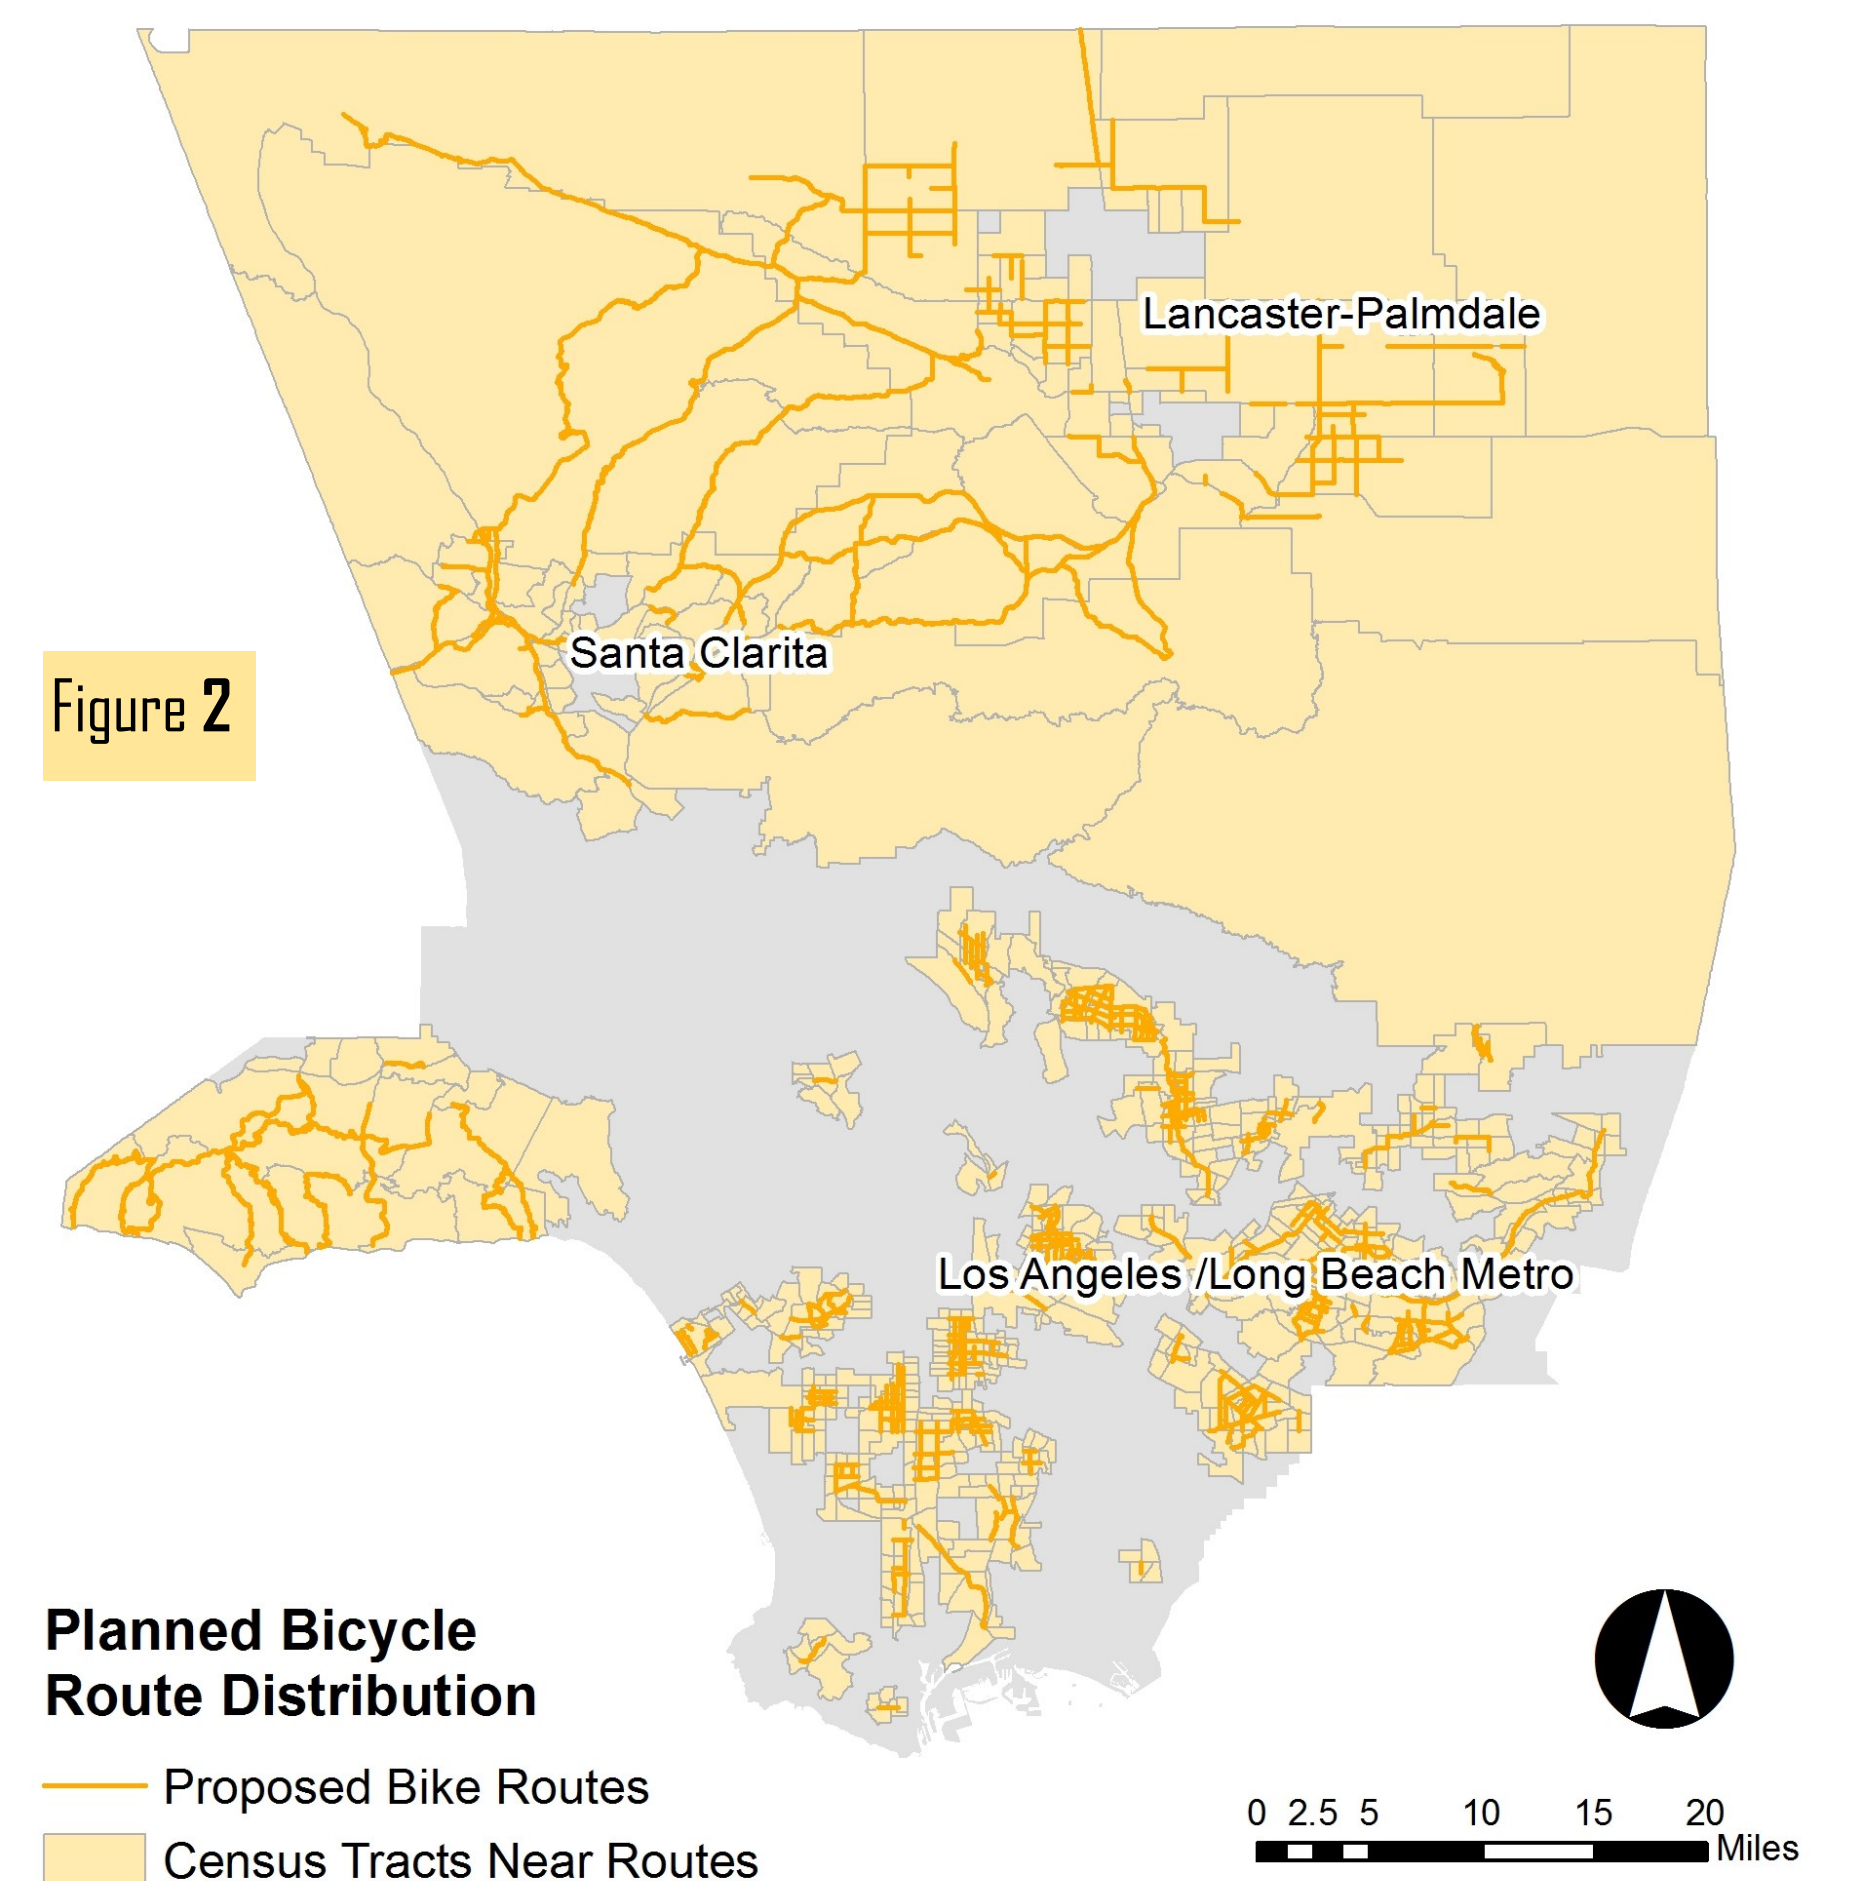 Lancaster-Palmdale
Santa Clarita
Figure 2
Los Angeles /Long Beach Metro
Planned Bicycle
Route Distribution
Proposed Bike Routes
Census Tracts Near Routes
0 2.5 5 10 15 20
Miles